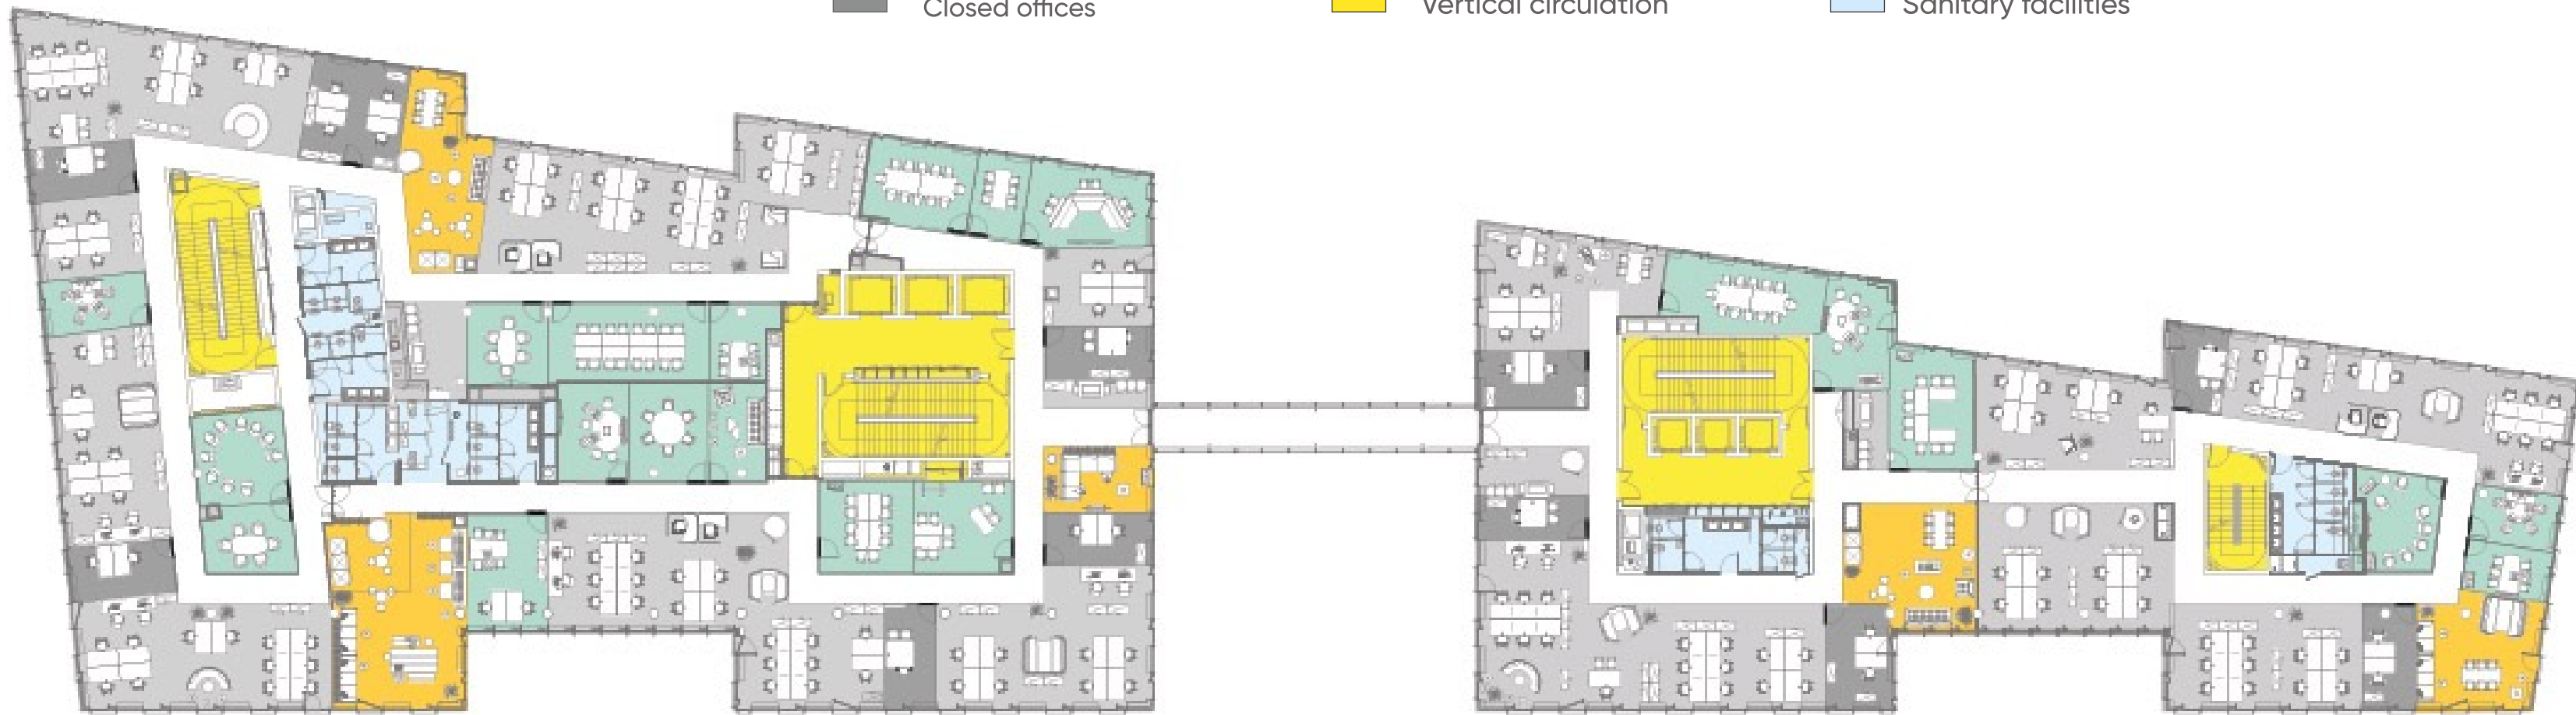 Closed offices
Vertical circulation
Sanitary facilities